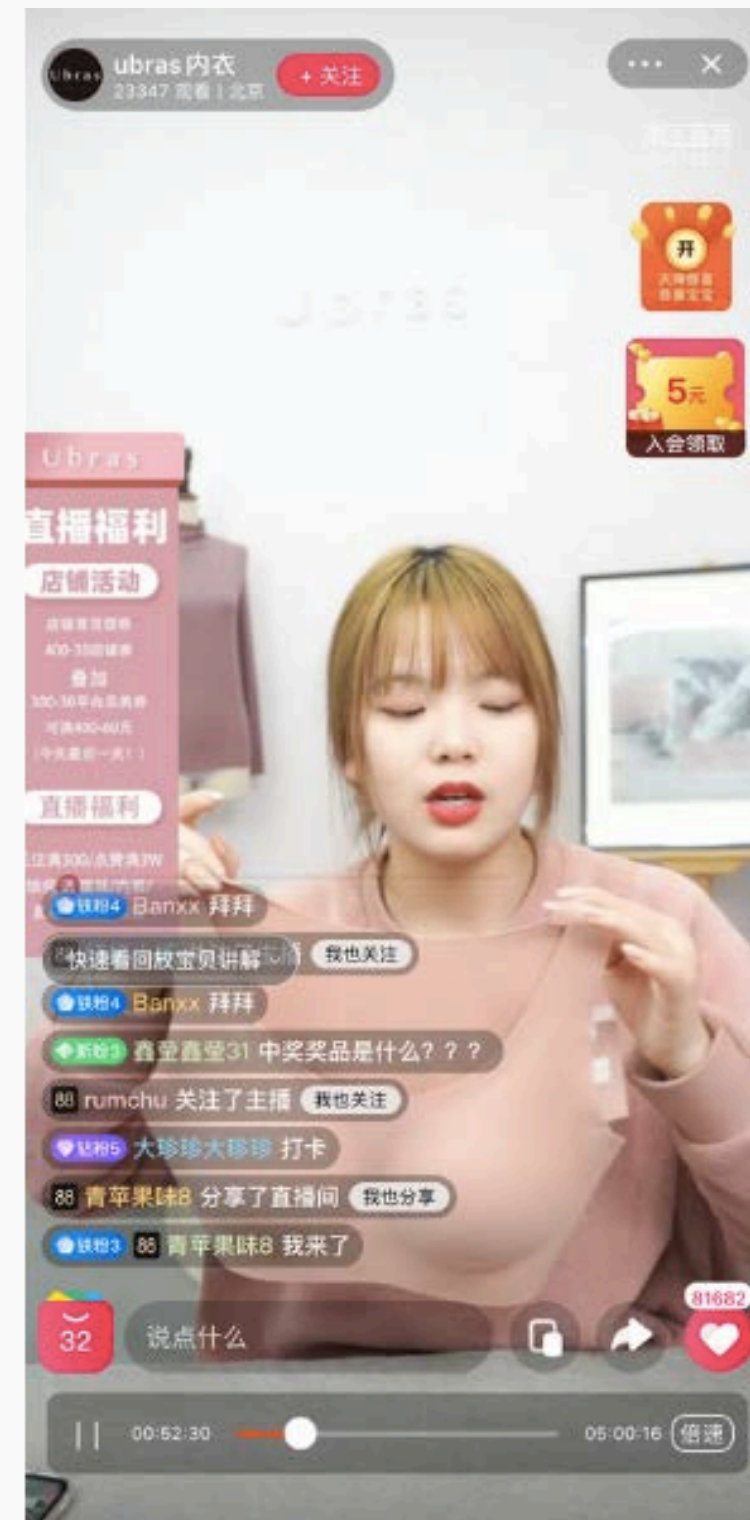 Ubras
ubras内衣
23347 观看 | 北京
+ 关注
Ubras
开
5元
入会领取
Ubras
直播福利
店铺活动
叠加
直播福利
铁粉4 Banxx 拜拜
快速看回放宝贝讲解
我也关注
铁粉4 Banxx 拜拜
新粉3 鑫莹鑫莹31 中奖奖品是什么？？？
88 rumchu 关注了主播 我也关注
钻粉5 大珍珍大珍珍 打卡
88 青苹果味8 分享了直播间 我也分享
铁粉3 88 青苹果味8 我来了
81682
32
说点什么
00:52:30
05:00:16
倍速